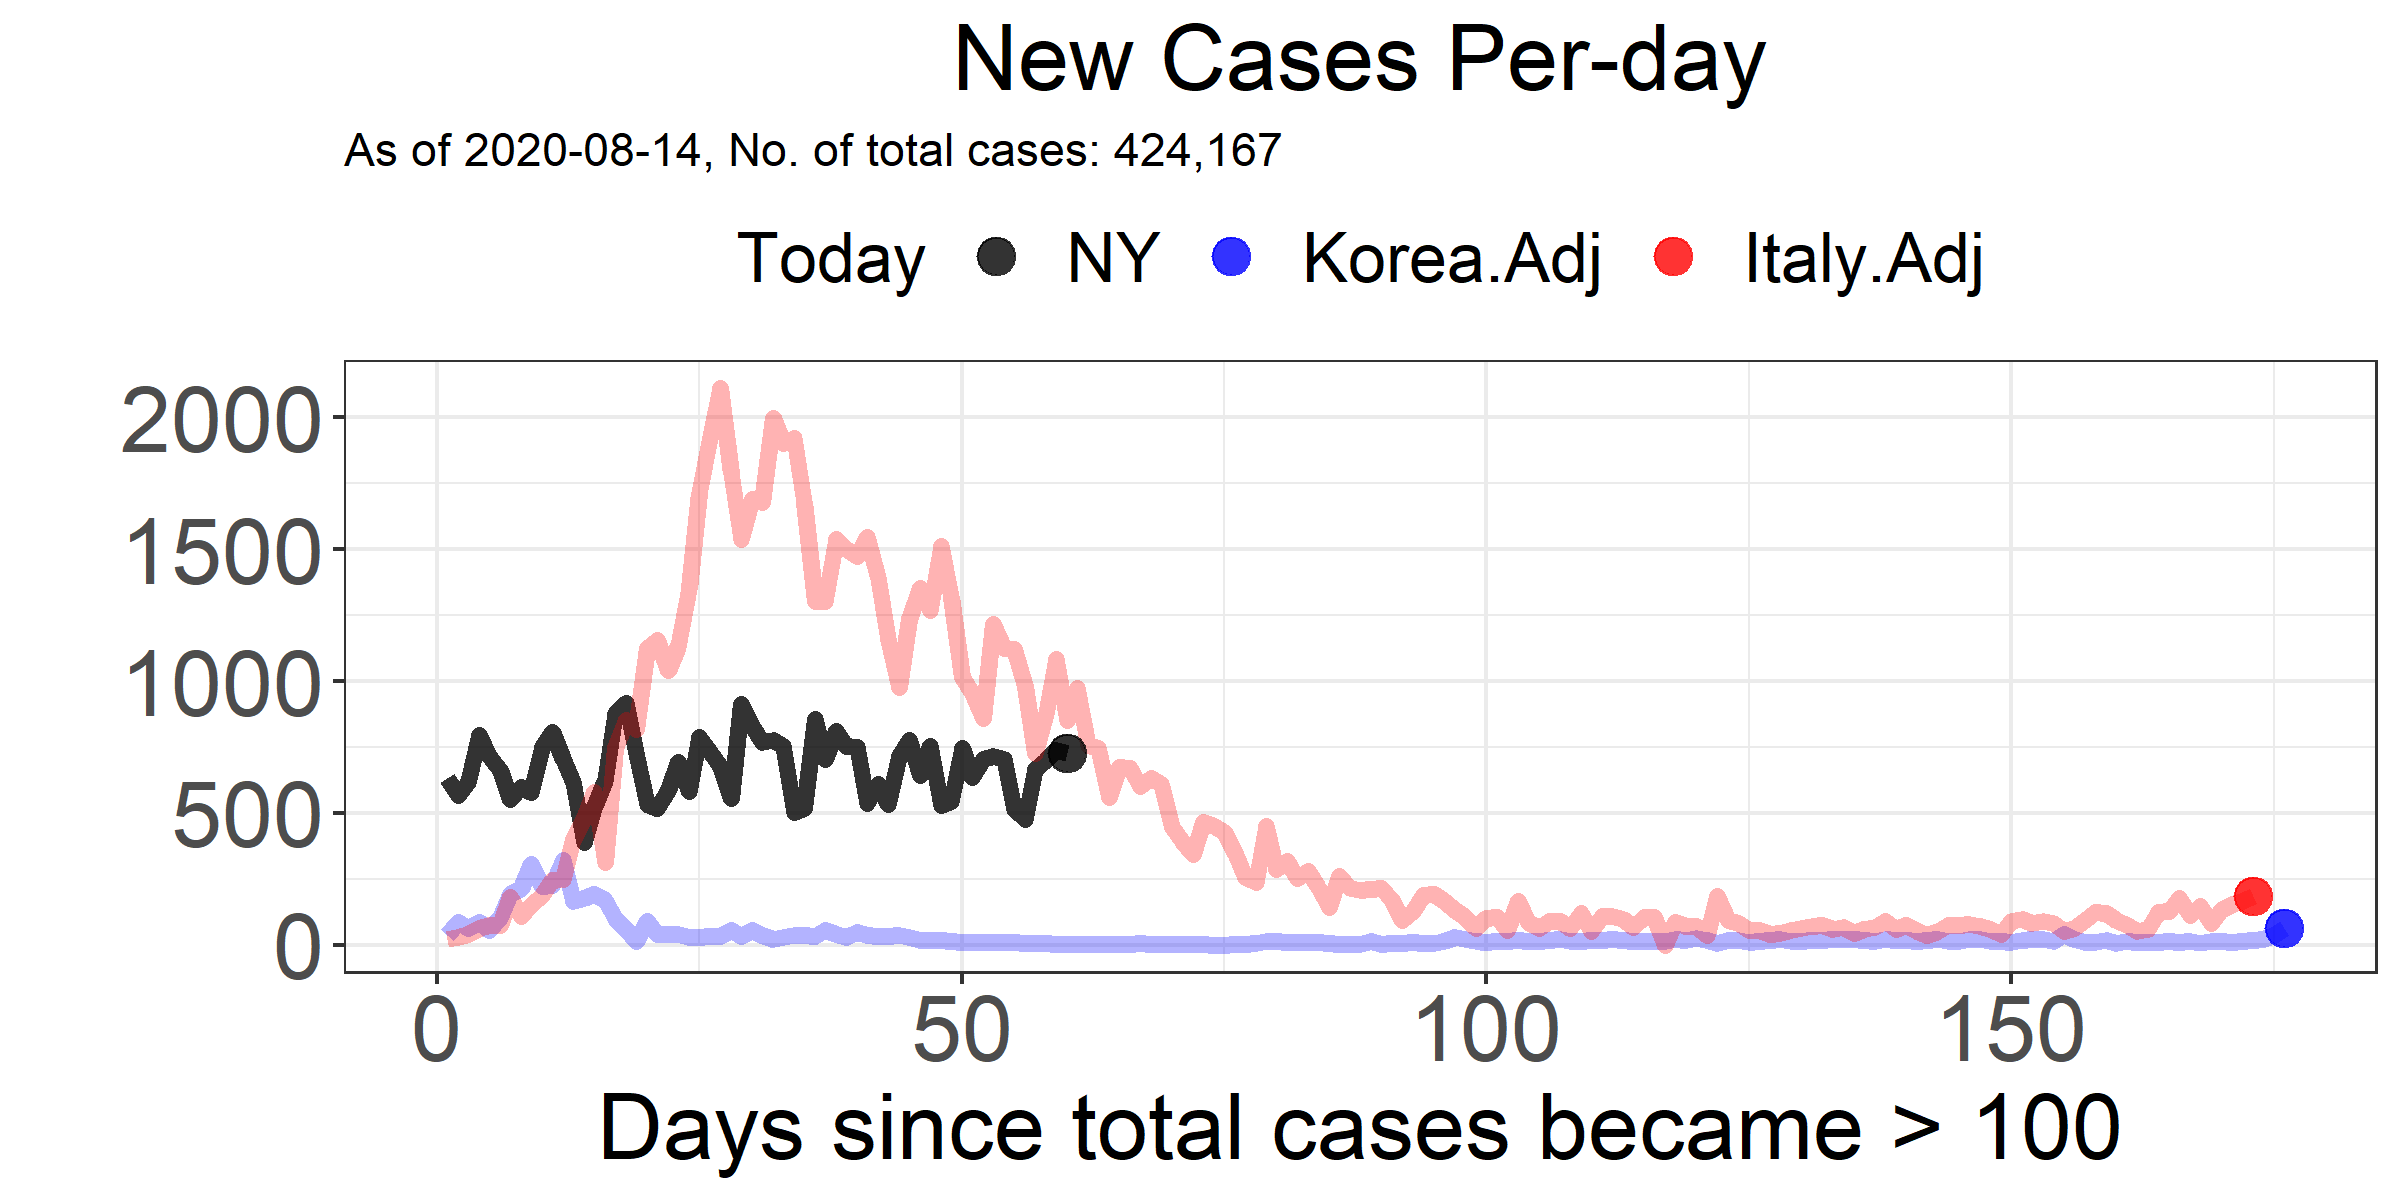 New Cases Per-day
As of 2020-08-14, No. of total cases: 424,167
Today NY Korea.Adj Italy.Adj
2000
1500
1000
500
0
0 50 100 150
Days since total cases became > 100